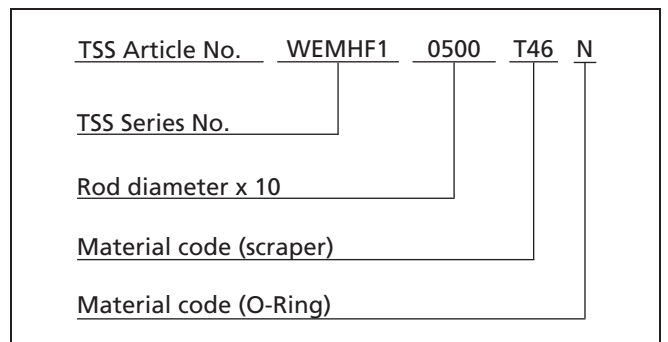 TSS Article No. WEMHF1 0500 T46 N
TSS Series No.
Rod diameter x 10
Material code (scraper)
Material code (O-Ring)